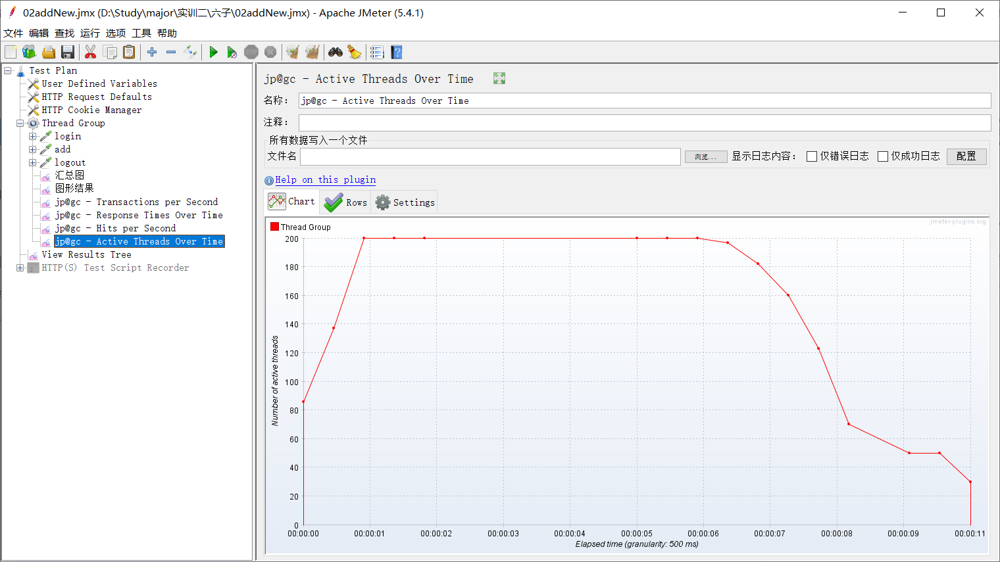 02addNew.jmx (D:\Study\major\实训二\六子\02addNew.jmx) - Apache JMeter (5.4.1)
文件 编辑 查找 运行 选项 工具 帮助
STOP
Test Plan
User Defined Variables
HTTP Request Defaults
HTTP Cookie Manager
Thread Group
login
add
logout
汇总图
图形结果
jp@gc - Transactions per Second
jp@gc - Response Times Over Time
jp@gc - Hits per Second
jp@gc - Active Threads Over Time
View Results Tree
HTTP(S) Test Script Recorder
jp@gc - Active Threads Over Time
名称： jp@gc - Active Threads Over Time
注释：
所有数据写入一个文件
文件名 浏览... 显示日志内容： 仅错误日志 仅成功日志 配置
Help on this plugin
Chart Rows Settings
Thread Group
jmeter-plugins.org
200
180
160
140
120
100
80
60
40
20
0
Number of active threads
00:00:00 00:00:01 00:00:02 00:00:03 00:00:04 00:00:05 00:00:06 00:00:07 00:00:08 00:00:09 00:00:11
Elapsed time (granularity: 500 ms)